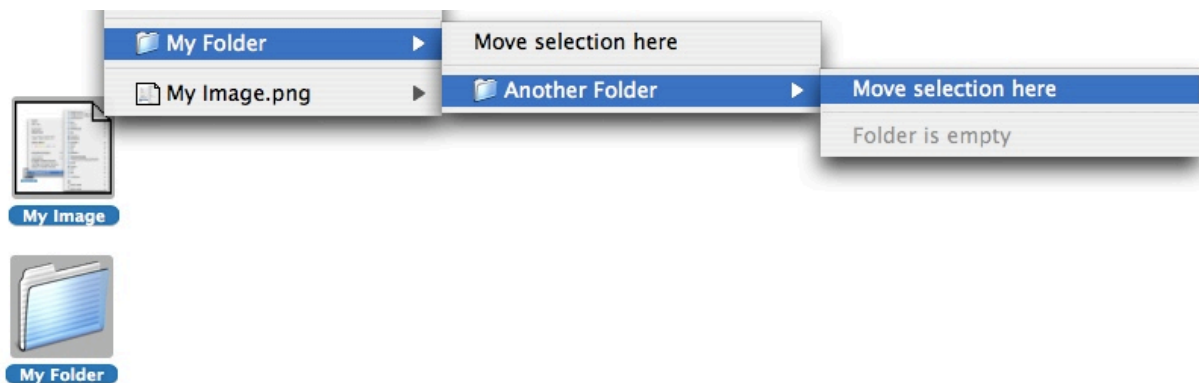 My Folder
Move selection here
My Image.png
Another Folder
Move selection here
Folder is empty
My Image
My Folder